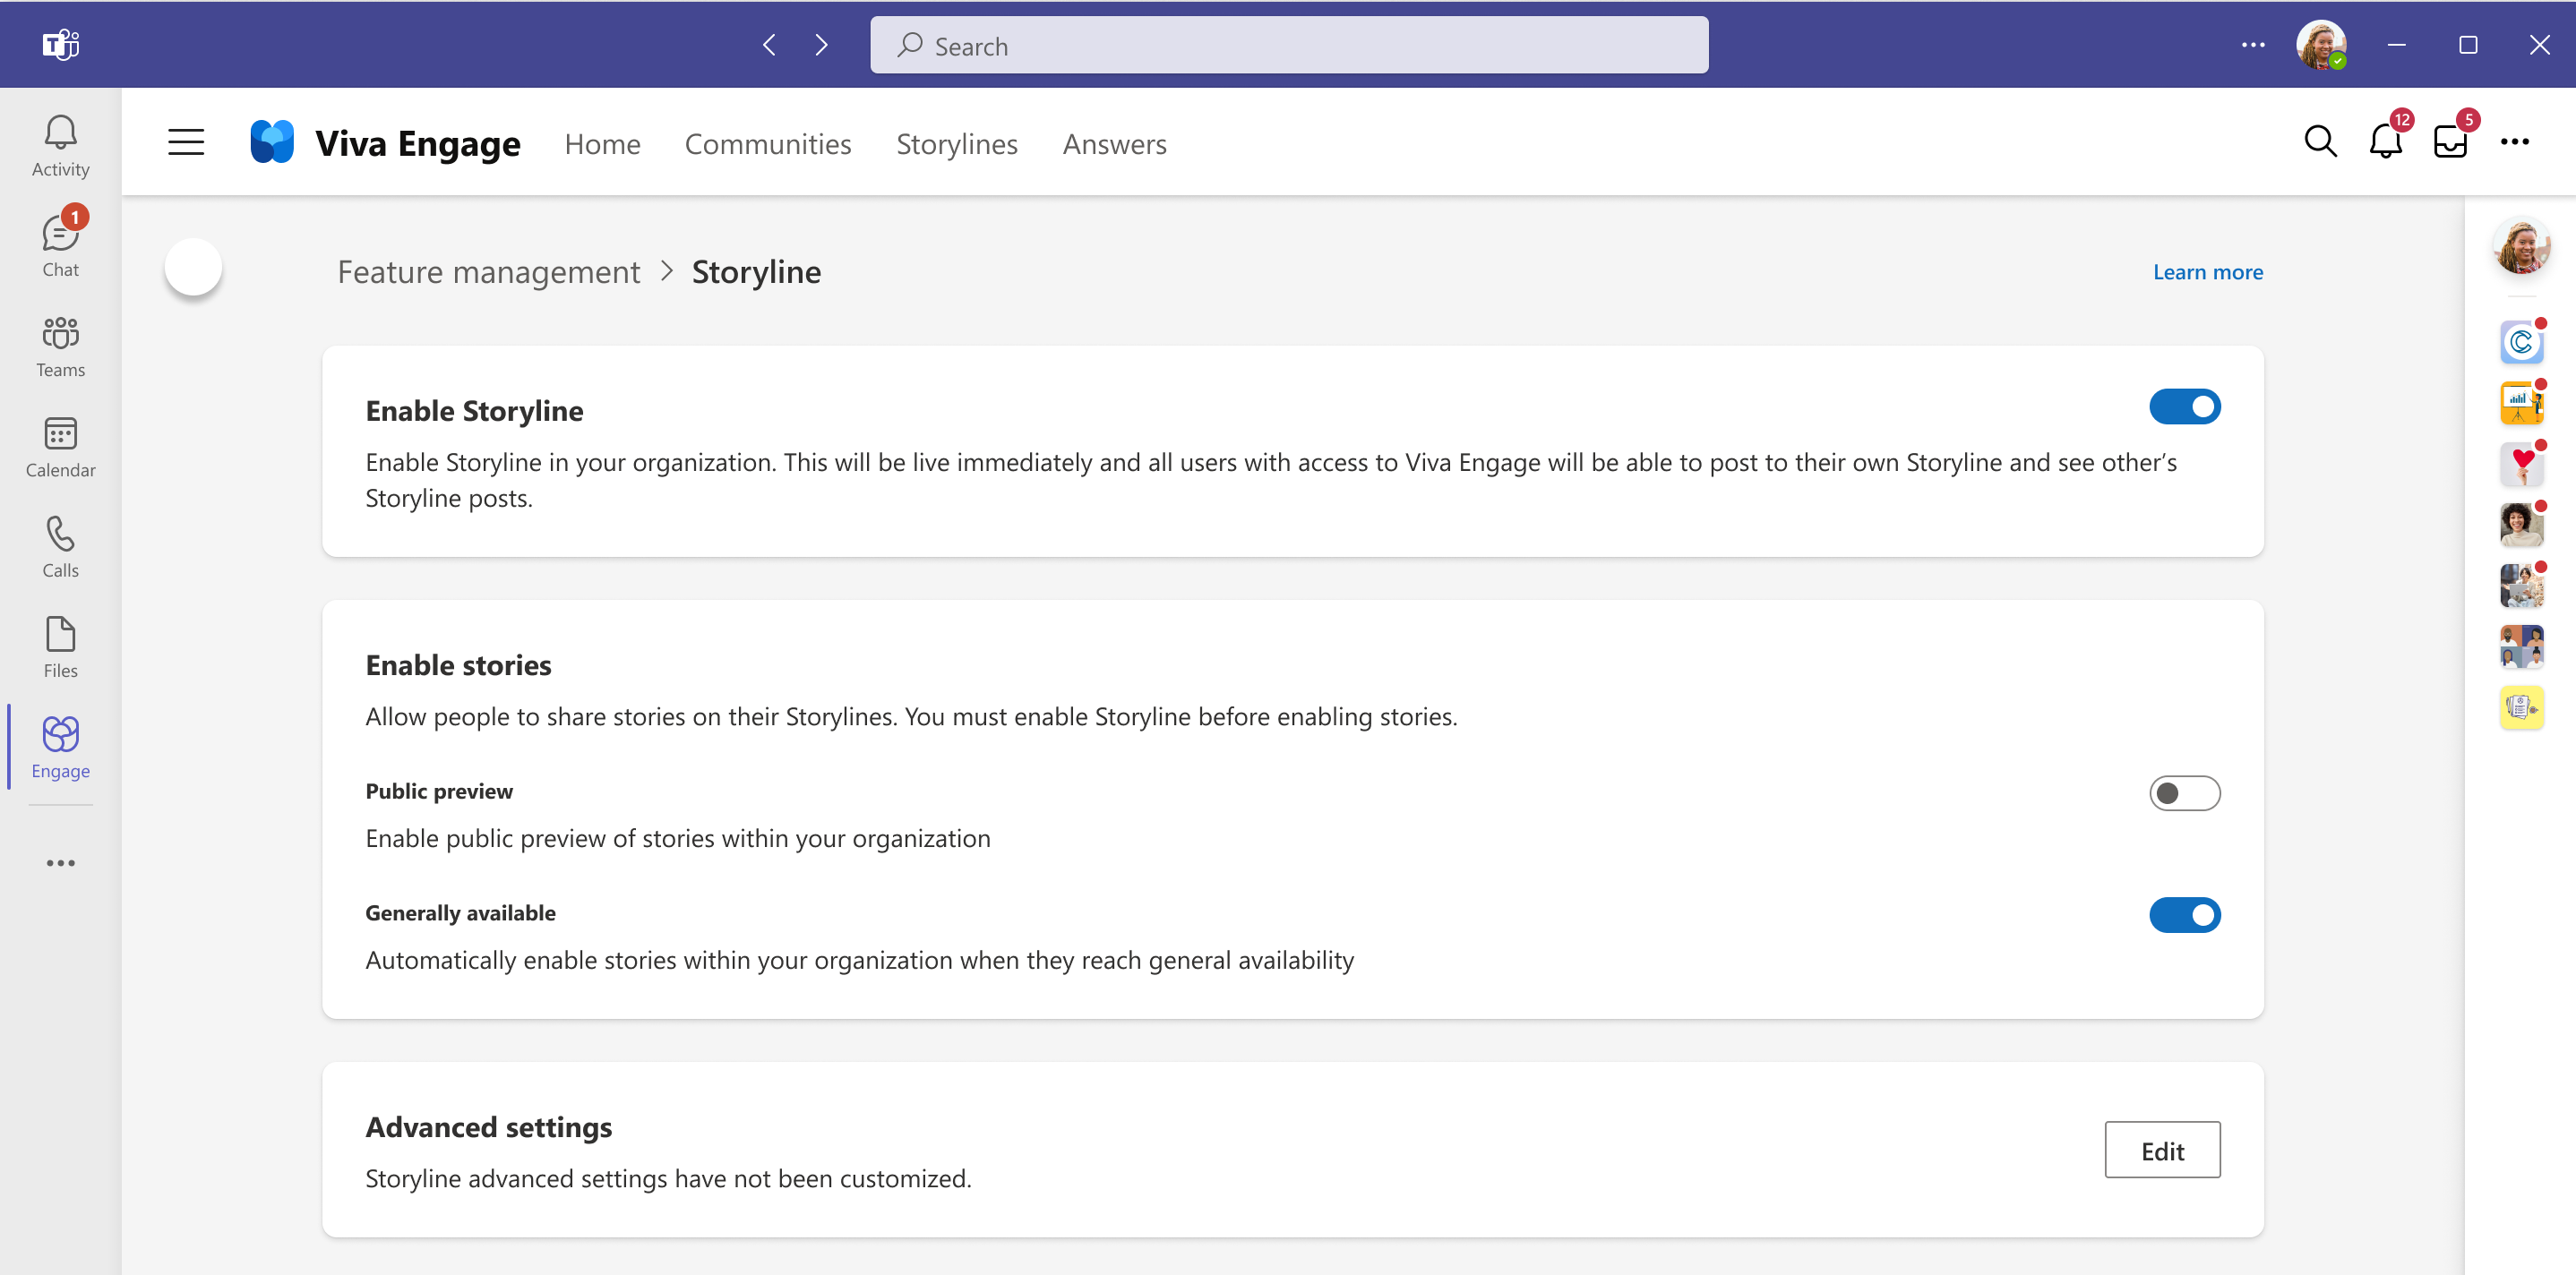 Search
Activity
1
Chat
Teams
Calendar
Calls
Files
Engage
Viva Engage
Home
Communities
Storylines
Answers
12
5
Feature management > Storyline
Learn more
Enable Storyline
Enable Storyline in your organization. This will be live immediately and all users with access to Viva Engage will be able to post to their own Storyline and see other’s
Storyline posts.
Enable stories
Allow people to share stories on their Storylines. You must enable Storyline before enabling stories.
Public preview
Enable public preview of stories within your organization
Generally available
Automatically enable stories within your organization when they reach general availability
Advanced settings
Storyline advanced settings have not been customized.
Edit